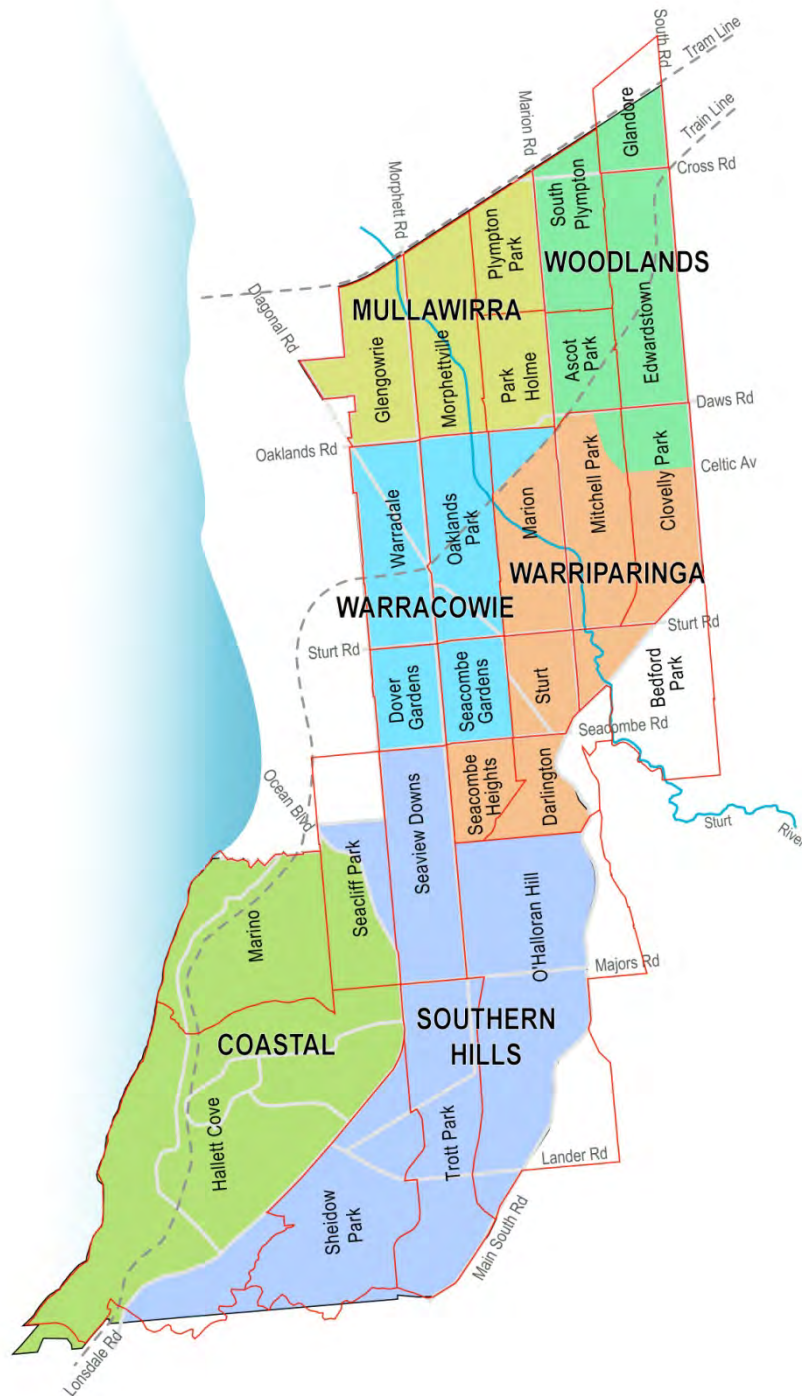 South Rd
Tram Line
Train Line
Marion Rd
Glandore
Cross Rd
Morphett Rd
South
Plympton
Plympton
Park
WOODLANDS
Diagonal Rd
MULLAWIRRA
Glengowrie
Morphettville
Park
Holme
Ascot
Park
Edwardstown
Daws Rd
Oaklands Rd
Celtic Av
Warradale
Oaklands
Park
Marion
Mitchell Park
Clovelly Park
WARRIPARINGA
WARRACOWIE
Sturt Rd
Sturt Rd
Dover
Gardens
Seacombe
Gardens
Sturt
Bedford
Park
Seacombe Rd
Ocean Blvd
Seaview Downs
Seacombe
Heights
Darlington
Sturt
River
Seacliff Park
Marino
O'Halloran Hill
Majors Rd
COASTAL
SOUTHERN
HILLS
Hallett Cove
Trott Park
Lander Rd
Sheidow
Park
Main South Rd
Lonsdale Rd